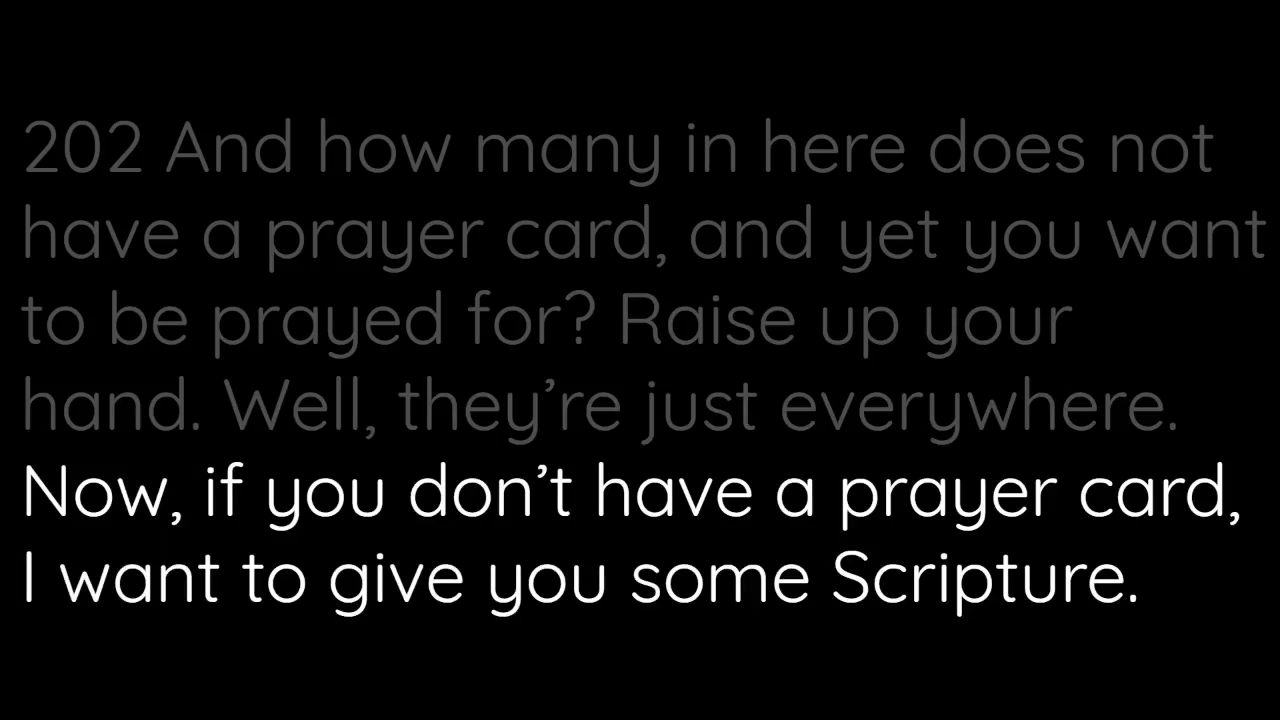 202 And how many in here does not
have a prayer card, and yet you want
to be prayed for? Raise up your
hand. Well, they’re just everywhere.
Now, if you don’t have a prayer card,
I want to give you some Scripture.